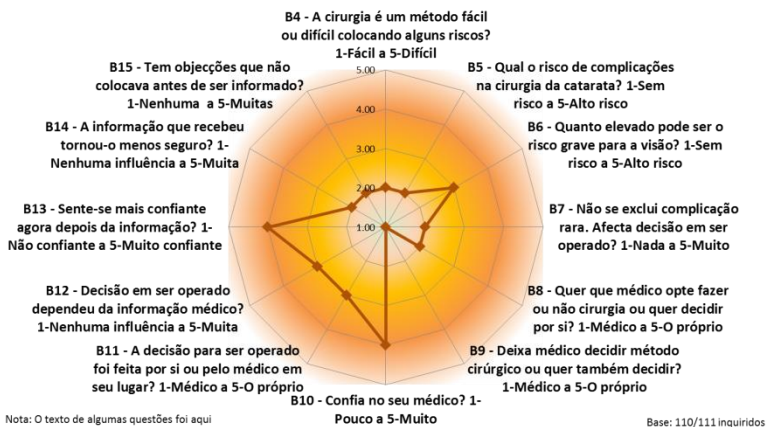 B4 - A cirurgia é um método fácil
ou difícil colocando alguns riscos?
1-Fácil a 5-Difícil
B5 - Qual o risco de complicações
na cirurgia da catarata? 1-Sem
risco a 5-Alto risco
B6 - Quanto elevado pode ser o
risco grave para a visão? 1-Sem
risco a 5-Alto risco
B7 - Não se exclui complicação
rara. Afecta decisão em ser
operado? 1-Nada a 5-Muito
B8 - Quer que médico opte fazer
ou não cirurgia ou quer decidir
por si? 1-Médico a 5-O próprio
B9 - Deixa médico decidir método
cirúrgico ou quer também decidir?
1-Médico a 5-O próprio
B10 - Confia no seu médico? 1-
Pouco a 5-Muito
B11 - A decisão para ser operado
foi feita por si ou pelo médico em
seu lugar? 1-Médico a 5-O próprio
B12 - Decisão em ser operado
dependeu da informação médico?
1-Nenhuma influência a 5-Muita
B13 - Sente-se mais confiante
agora depois da informação? 1-
Não confiante a 5-Muito confiante
B14 - A informação que recebeu
tornou-o menos seguro? 1-
Nenhuma influência a 5-Muita
B15 - Tem objecções que não
colocava antes de ser informado?
1-Nenhuma a 5-Muitas
5.00
4.00
3.00
2.00
1.00
Nota: O texto de algumas questões foi aqui
Base: 110/111 inquiridos